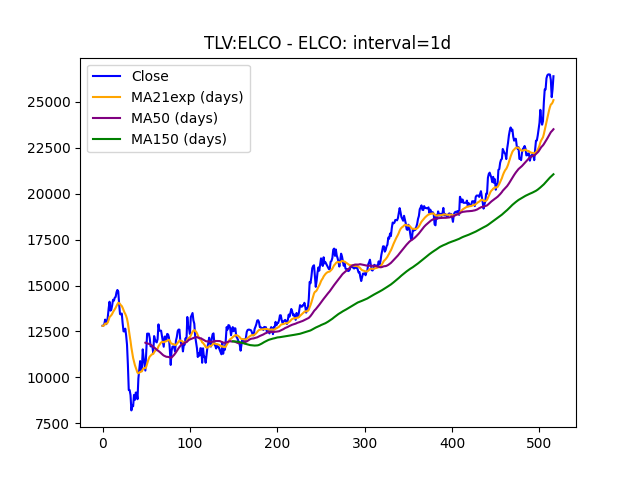 TLV:ELCO - ELCO: interval=1d
Close
MA21exp (days)
MA50 (days)
MA150 (days)
25000
22500
20000
17500
15000
12500
10000
7500
0 100 200 300 400 500